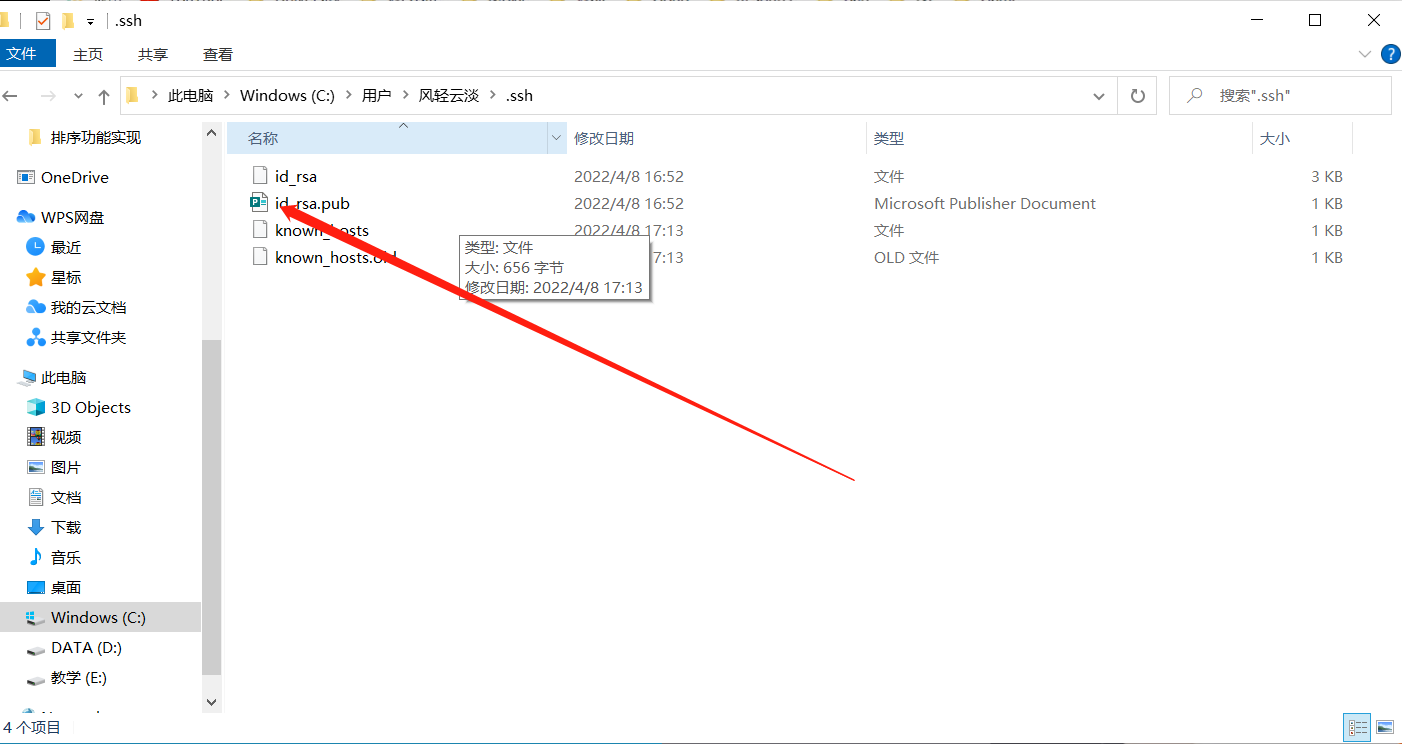 .ssh
文件 主页 共享 查看
此电脑 Windows (C:) 用户 风轻云淡 .ssh 搜索".ssh"
排序功能实现
OneDrive
WPS网盘
最近
星标
我的云文档
共享文件夹
此电脑
3D Objects
视频
图片
文档
下载
音乐
桌面
Windows (C:)
DATA (D:)
教学 (E:)
名称 修改日期 类型 大小
id_rsa 2022/4/8 16:52 文件 3 KB
id_rsa.pub 2022/4/8 16:52 Microsoft Publisher Document 1 KB
known_hosts 2022/4/8 17:13 文件 1 KB
known_hosts.old 7:13 OLD 文件 1 KB
类型: 文件
大小: 656 字节
修改日期: 2022/4/8 17:13
4 个项目